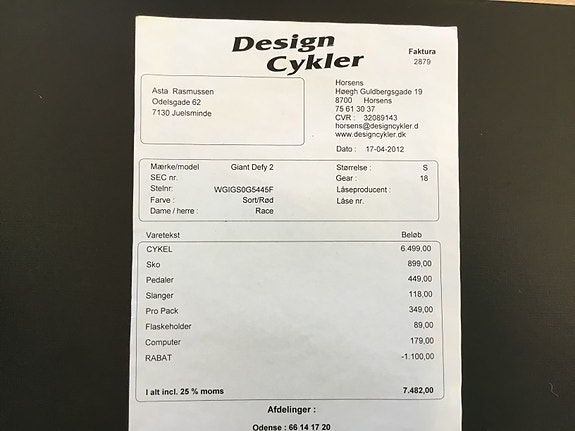 Design
Cykler
Faktura
2879
Asta Rasmussen
Odelsgade 62
7130 Juelsminde
Horsens
Høegh Guldbergsgade 19
8700 Horsens
75 61 30 37
CVR : 32089143
horsens@designcykler.d
www.designcykler.dk
Dato : 17-04-2012
Mærke/model Giant Defy 2 Størrelse : S
SEC nr. Gear : 18
Stelnr: WGIGS0G5445F Låseproducent :
Farve : Sort/Rød Låse nr.
Dame / herre : Race
Varetekst Beløb
CYKEL 6.499,00
Sko 899,00
Pedaler 449,00
Slanger 118,00
Pro Pack 349,00
Flaskeholder 89,00
Computer 179,00
RABAT -1.100,00
I alt incl. 25 % moms 7.482,00
Afdelinger :
Odense : 66 14 17 20